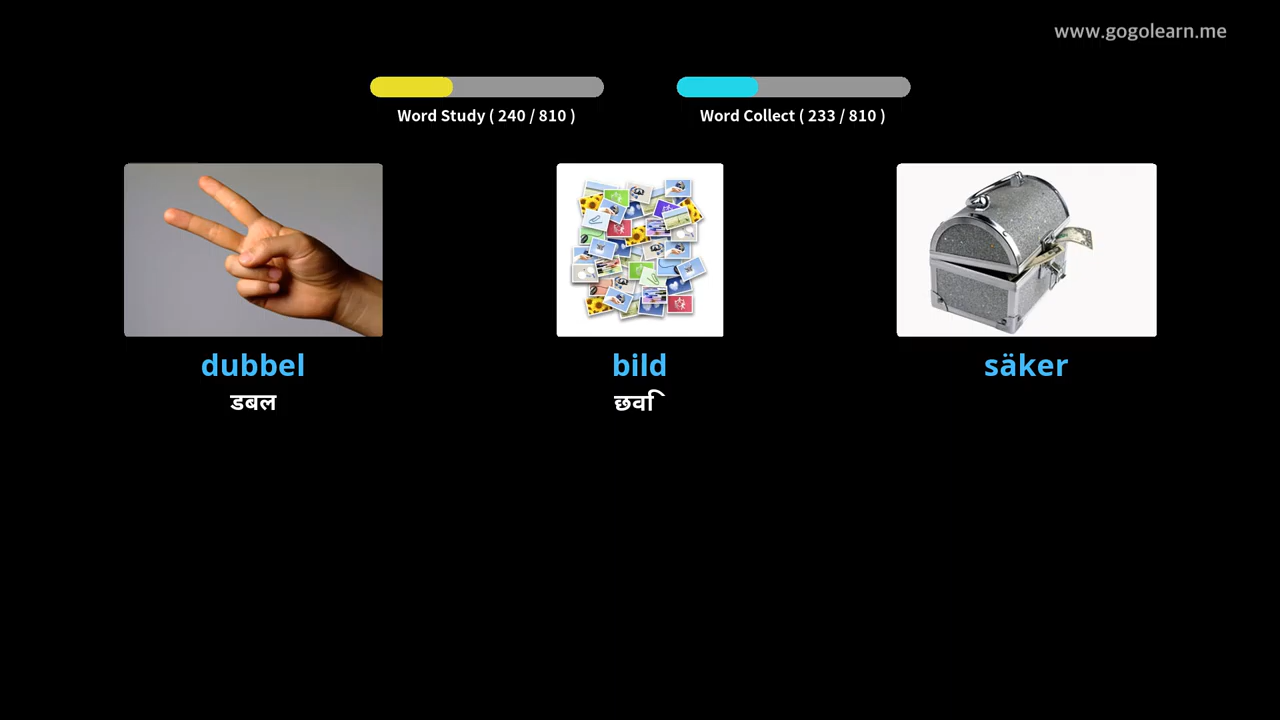 www.gogolearn.me
Word Study ( 240 / 810 )
Word Collect ( 233 / 810 )
dubbel
bild
säker
डबल
छवि